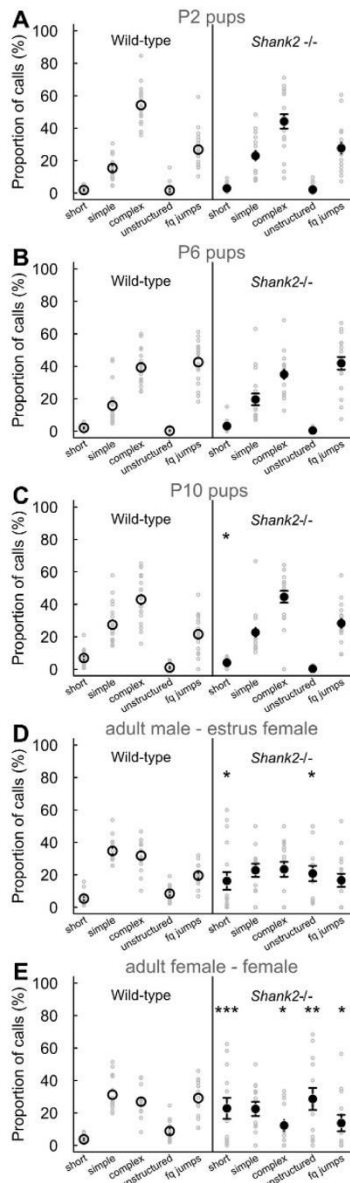 A P2 pups
Proportion of calls (%)
100
80
60
40
20
0
Wild-type
Shank2 -/-
short simple complex unstructured fq jumps short simple complex unstructured fq jumps
B P6 pups
Proportion of calls (%)
100
80
60
40
20
0
Wild-type
Shank2-/-
short simple complex unstructured fq jumps short simple complex unstructured fq jumps
C P10 pups
Proportion of calls (%)
100
80
60
40
20
0
Wild-type
Shank2-/-
*
short simple complex unstructured fq jumps short simple complex unstructured fq jumps
D adult male - estrus female
Proportion of calls (%)
100
80
60
40
20
0
Wild-type
Shank2-/-
* *
short simple complex unstructured fq jumps short simple complex unstructured fq jumps
E adult female - female
Proportion of calls (%)
100
80
60
40
20
0
Wild-type
Shank2-/-
*** * ** *
short simple complex unstructured fq jumps short simple complex unstructured fq jumps